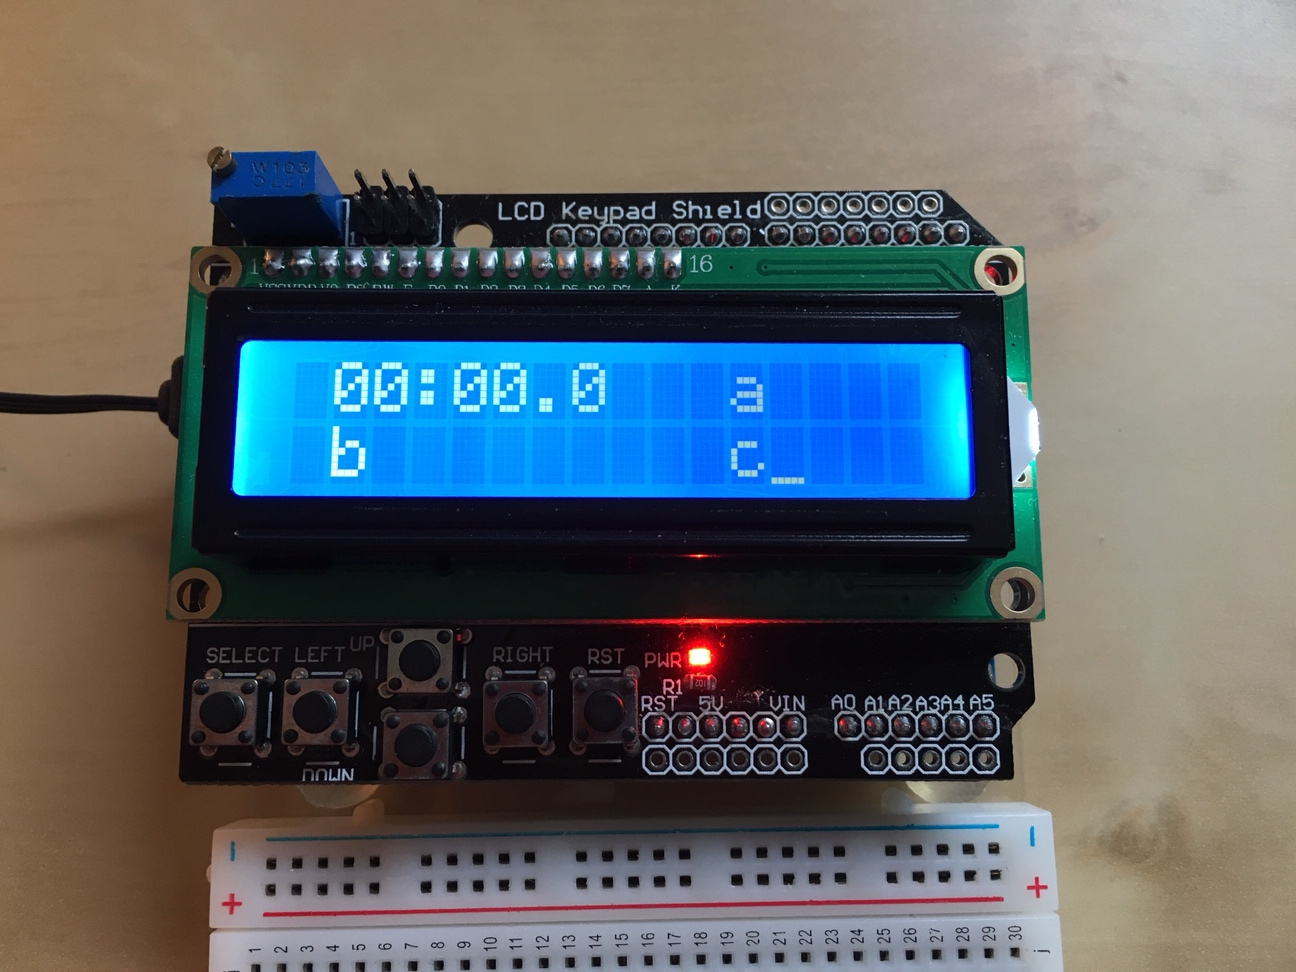 W103
LCD Keypad Shield
1
16
00:00.0 a
b c_
SELECT LEFT UP RIGHT RST PWR
R1
RST 5V VIN A0 A1 A2 A3 A4 A5
DOWN
- -
+ +
1 2 3 4 5 6 7 8 9 10 11 12 13 14 15 16 17 18 19 20 21 22 23 24 25 26 27 28 29 30 j